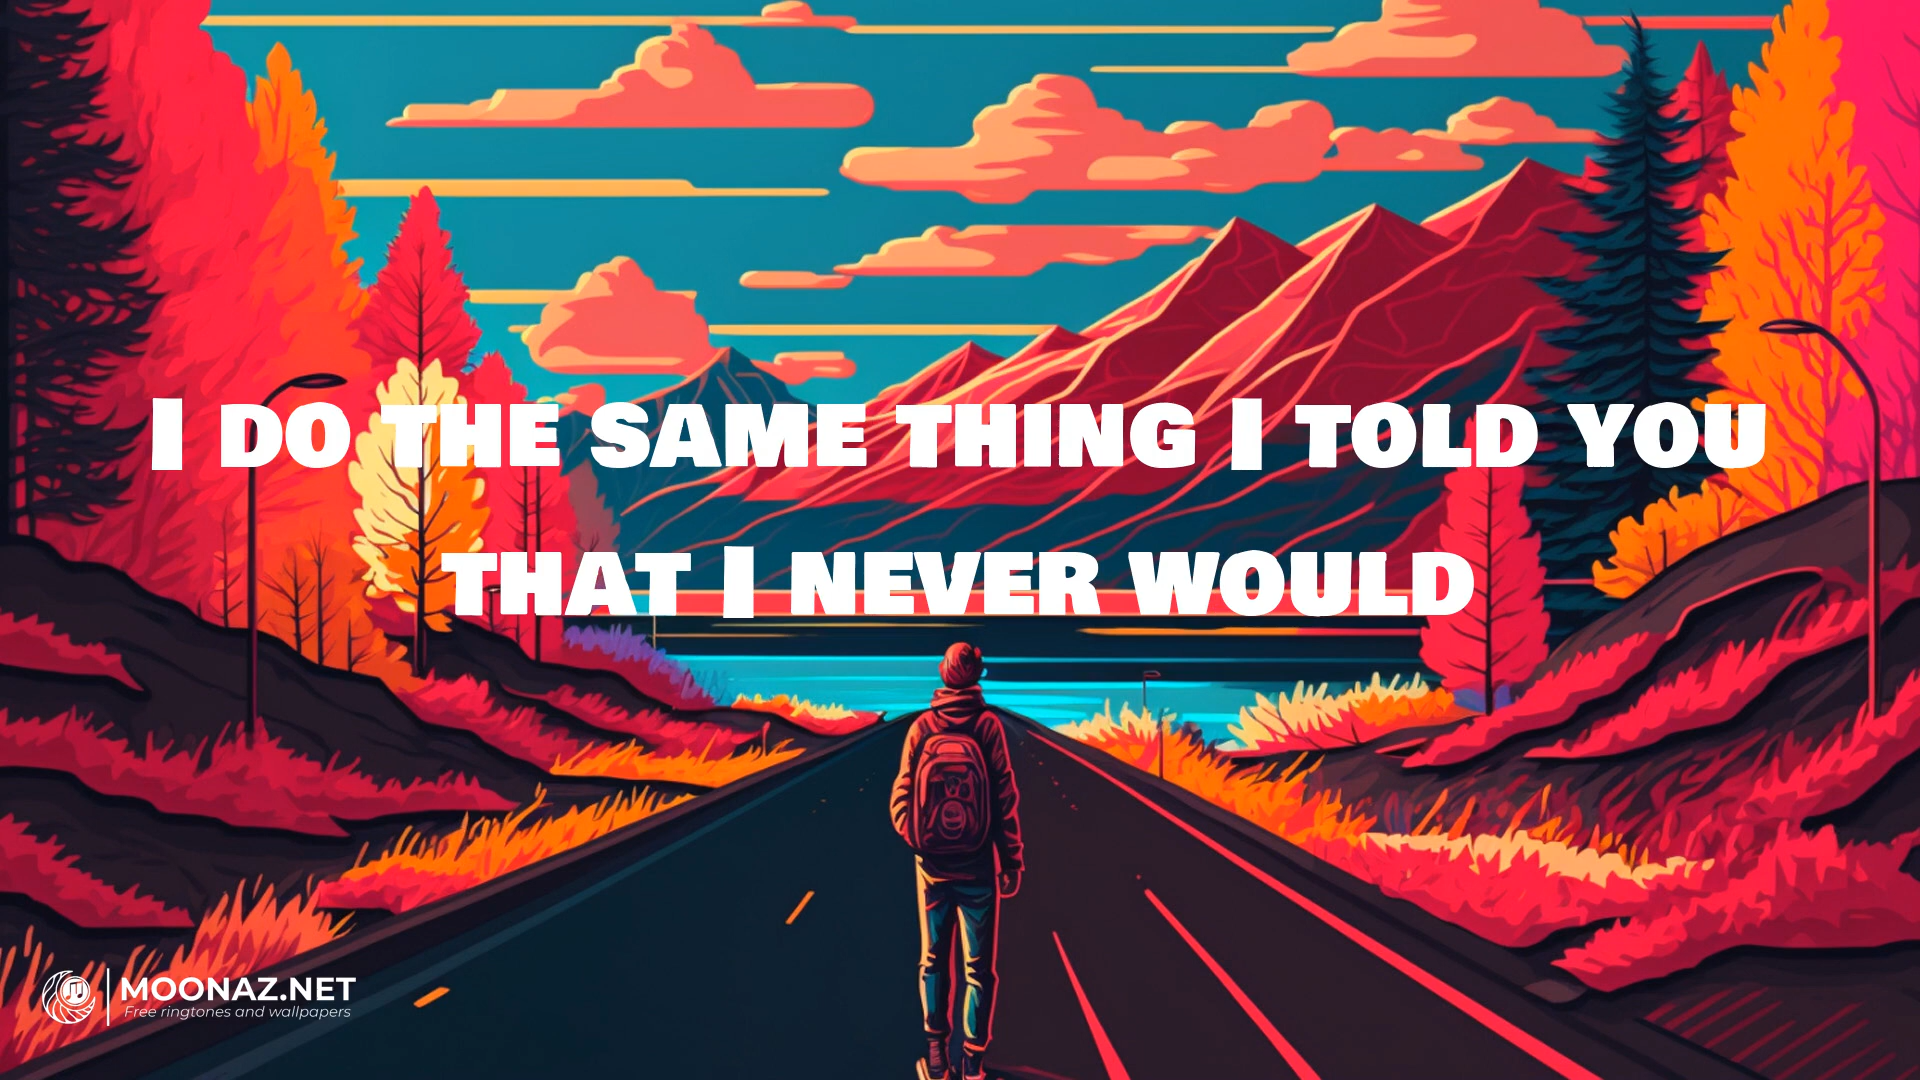 I DO THE SAME THING I TOLD YOU
THAT I NEVER WOULD
MOONAZ.NET
Free ringtones and wallpapers